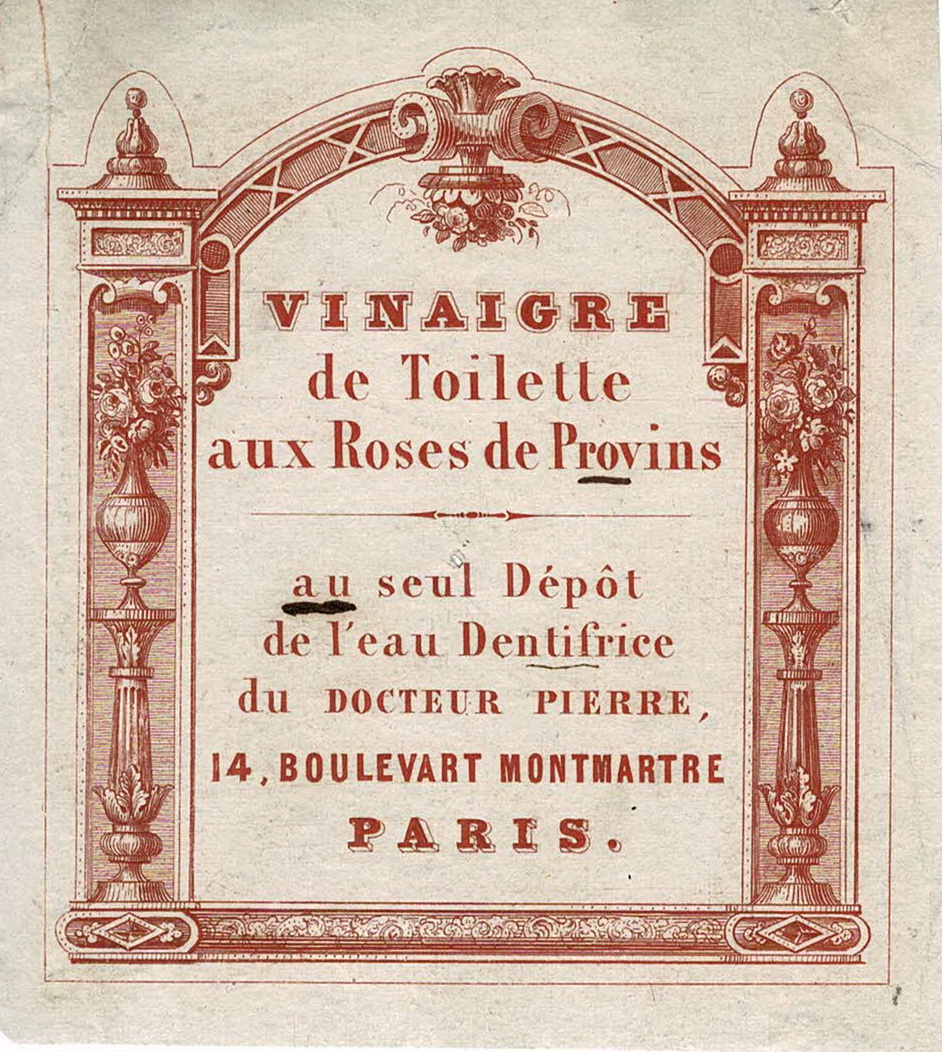 VINAIGRE
de Toilette
aux Roses de Provins
au seul Dépôt
de l'eau Dentifrice
du DOCTEUR PIERRE,
14, BOULEVART MONTMARTRE
PARIS.